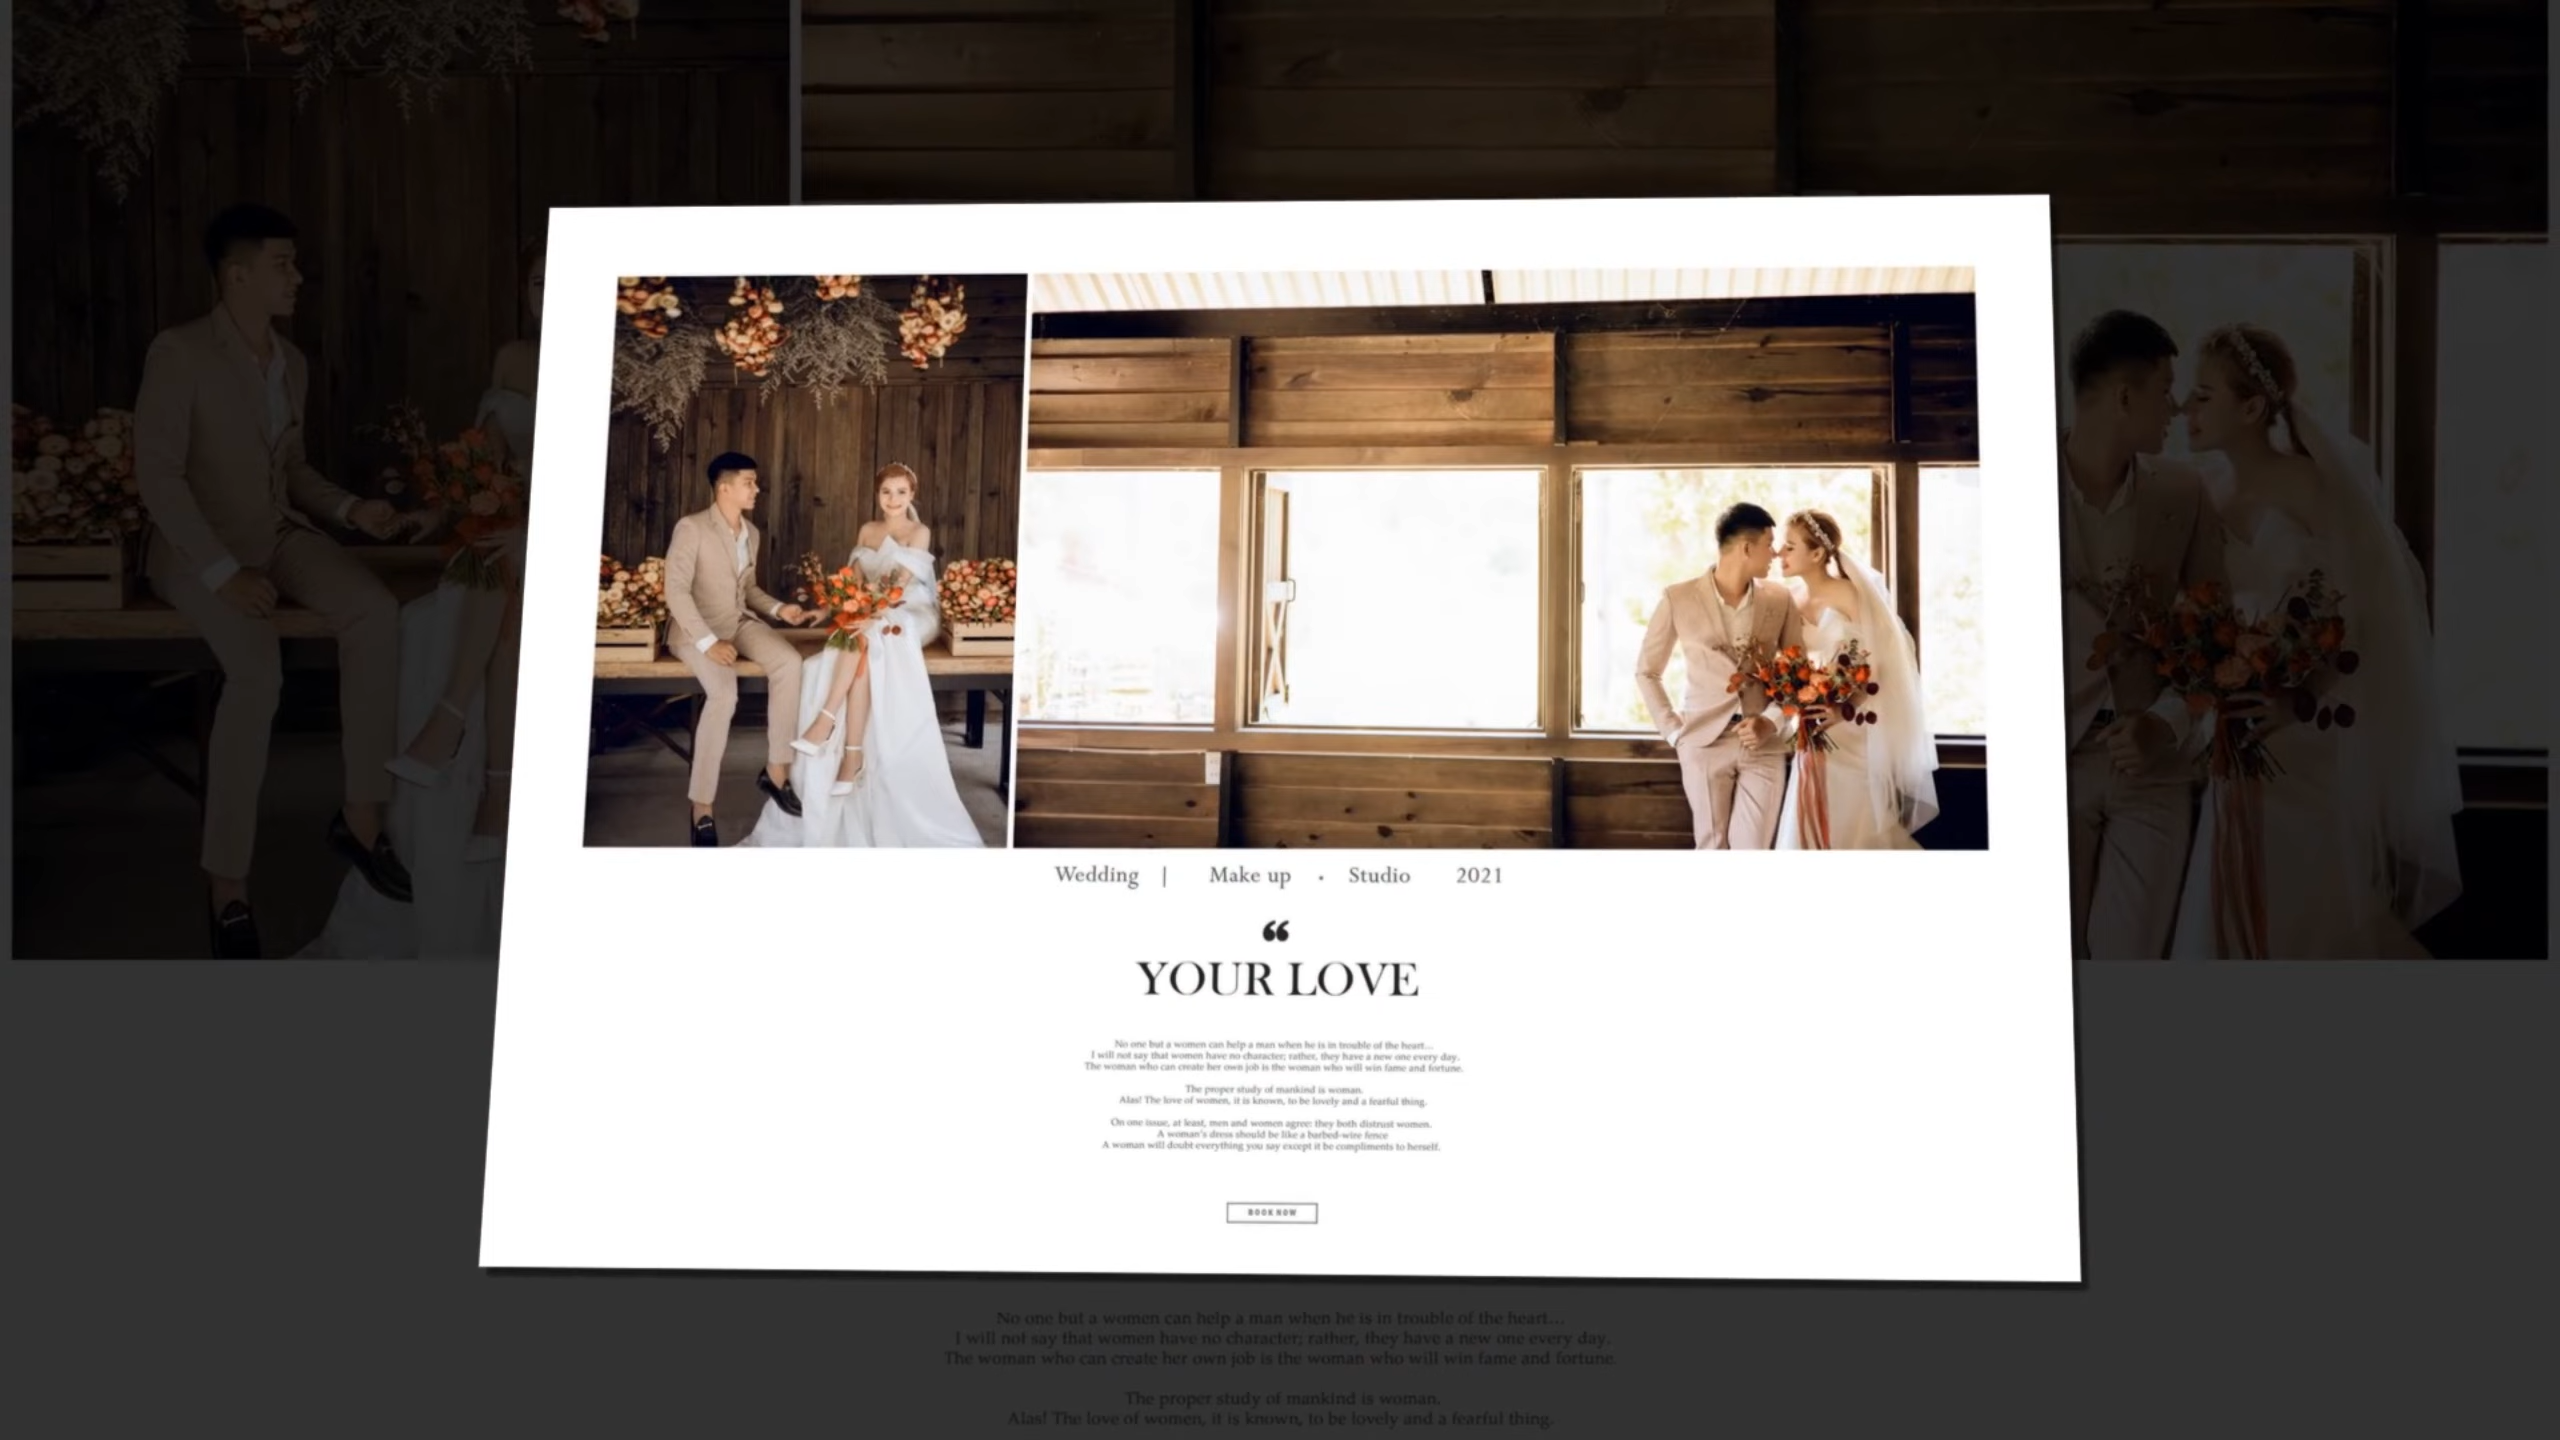 Wedding | Make up • Studio 2021
❝
YOUR LOVE
No one but a women can help a man when he is in trouble of the heart...
I will not say that women have no character; rather, they have a new one every day.
The woman who can create her own job is the woman who will win fame and fortune.
The proper study of mankind is woman.
Alas! The love of women, it is known, to be lovely and a fearful thing.
On one issue, at least, men and women agree: they both distrust women.
A woman's dress should be like a barbed-wire fence
A woman will doubt everything you say except it be compliments to herself.
BOOK NOW
No one but a women can help a man when he is in trouble of the heart...
I will not say that women have no character; rather, they have a new one every day.
The woman who can create her own job is the woman who will win fame and fortune.
The proper study of mankind is woman.
Alas! The love of women, it is known, to be lovely and a fearful thing.